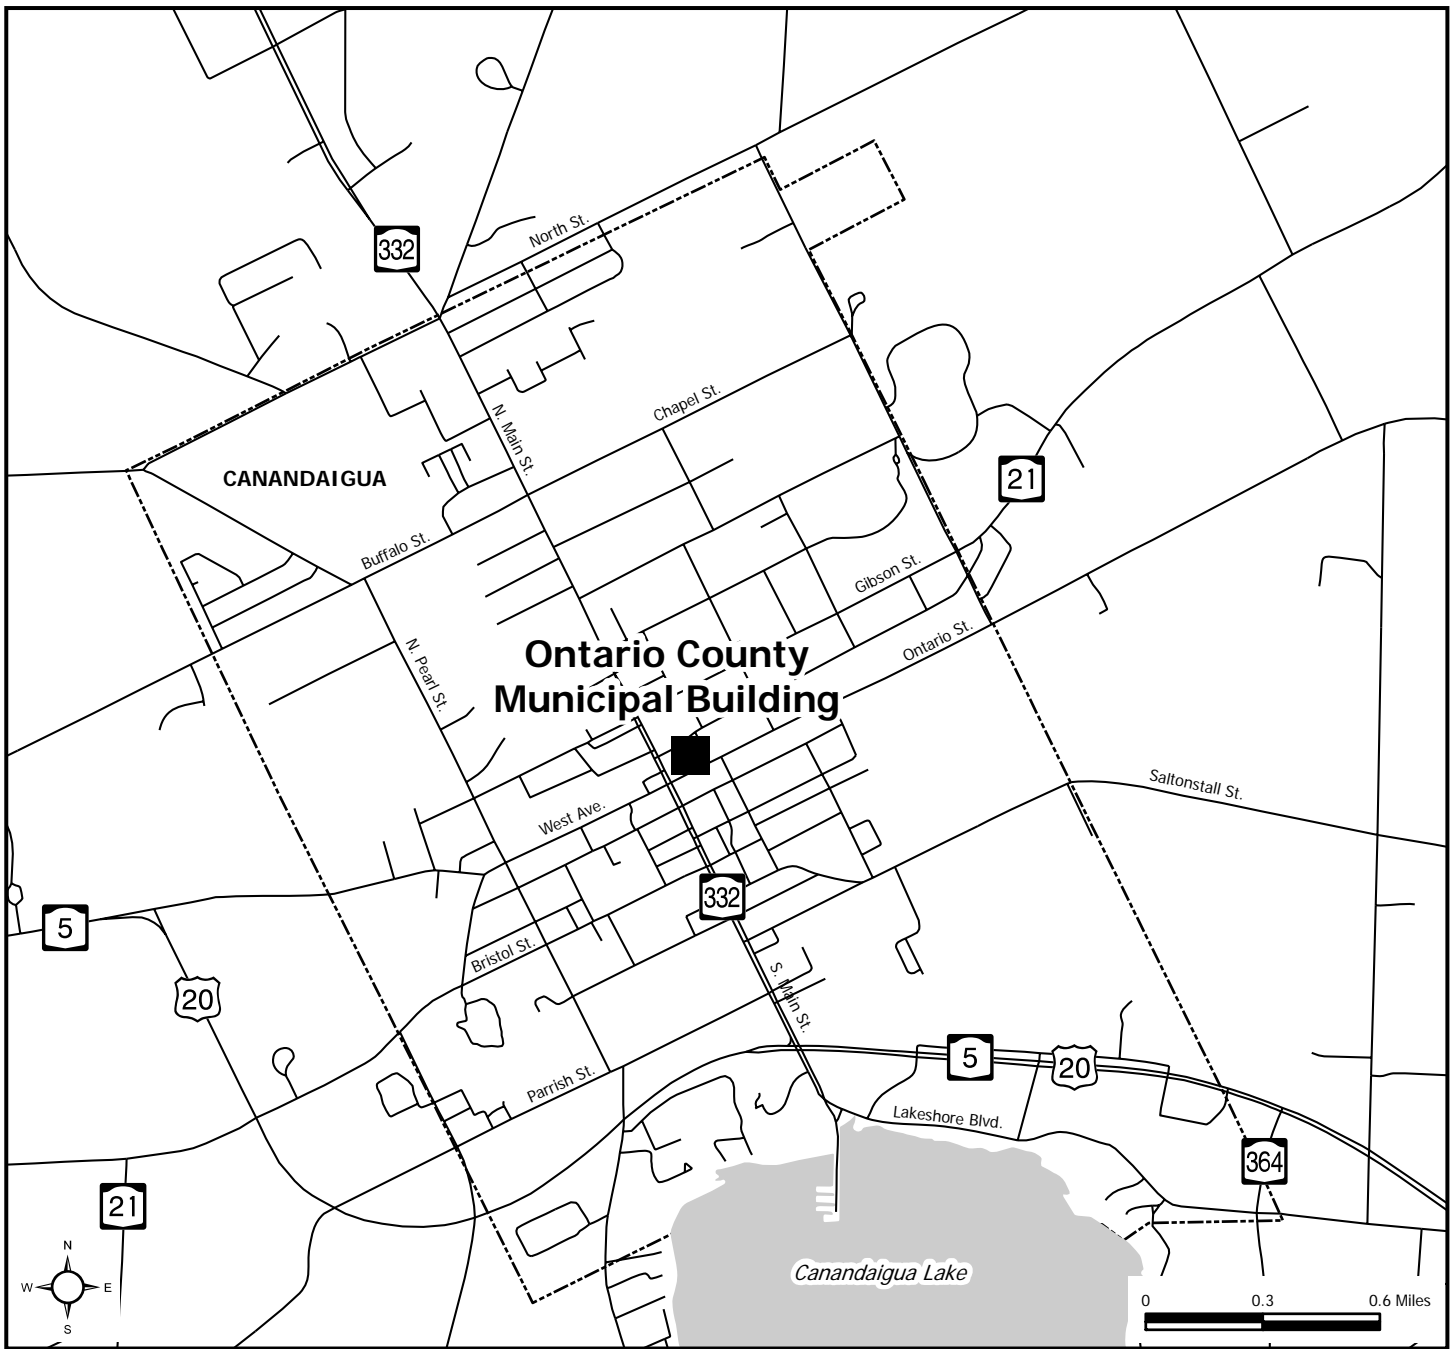 North St.
332
Chapel St.
N. Main St.
CANANDAIGUA
21
Buffalo St.
Gibson St.
Ontario St.
N. Pearl St.
Ontario County
Municipal Building
Saltonstall St.
West Ave.
332
5
Bristol St.
20
S. Main St.
5
20
Parrish St.
Lakeshore Blvd.
364
21
N
W
E
S
Canandaigua Lake
0
0.3
0.6 Miles